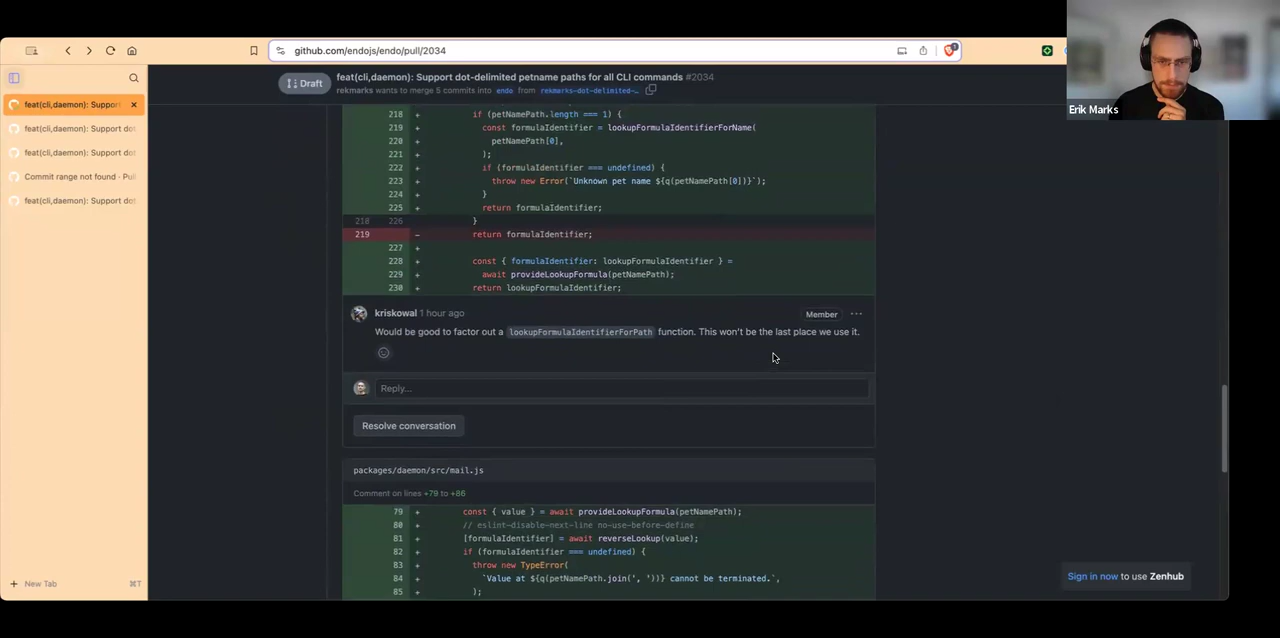 github.com/endojs/endo/pull/2034
Erik Marks
feat(cli,daemon): Support
feat(cli,daemon): Support dot
feat(cli,daemon): Support dot
Commit range not found · Pull
feat(cli,daemon): Support dot
New Tab
⌘T
Draft
feat(cli,daemon): Support dot-delimited petname paths for all CLI commands #2034
rekmarks wants to merge 5 commits into endo from rekmarks-dot-delimited-…
218 + if (petNamePath.length === 1) {
219 + const formulaIdentifier = lookupFormulaIdentifierForName(
220 + petNamePath[0],
221 + );
222 + if (formulaIdentifier === undefined) {
223 + throw new Error(`Unknown pet name ${q(petNamePath[0])}`);
224 + }
225 + return formulaIdentifier;
218 226 }
219 - return formulaIdentifier;
227 +
228 + const { formulaIdentifier: lookupFormulaIdentifier } =
229 + await provideLookupFormula(petNamePath);
230 + return lookupFormulaIdentifier;
kriskowal 1 hour ago
Member
Would be good to factor out a lookupFormulaIdentifierForPath function. This won't be the last place we use it.
Reply...
Resolve conversation
packages/daemon/src/mail.js
Comment on lines +79 to +86
79 + const { value } = await provideLookupFormula(petNamePath);
80 + // eslint-disable-next-line no-use-before-define
81 + [formulaIdentifier] = await reverseLookup(value);
82 + if (formulaIdentifier === undefined) {
83 + throw new TypeError(
84 + `Value at ${q(petNamePath.join('.'))} cannot be terminated.`,
85 + );
Sign in now to use Zenhub